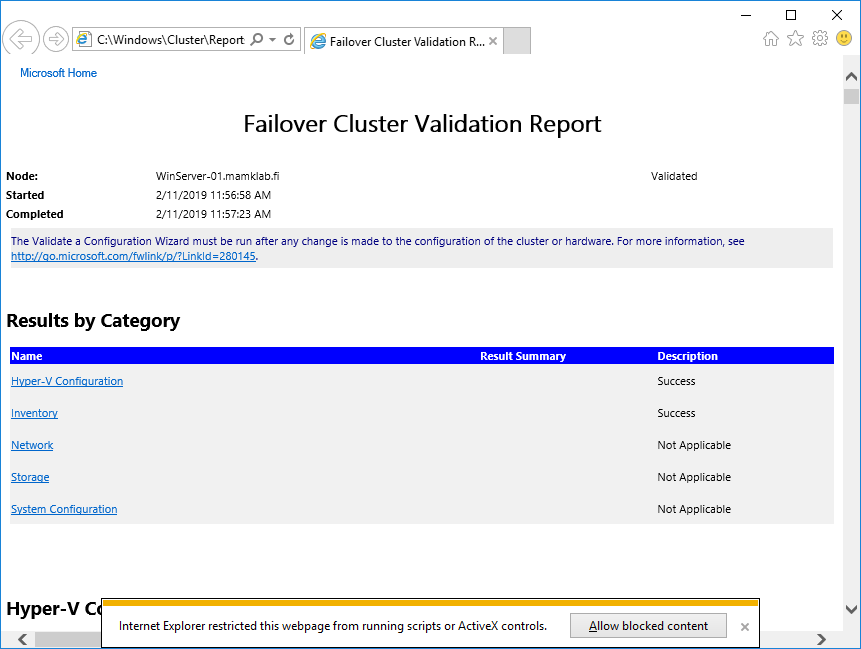 C:\Windows\Cluster\Report
Failover Cluster Validation R...
Microsoft Home
Failover Cluster Validation Report
Node: WinServer-01.mamklab.fi Validated
Started 2/11/2019 11:56:58 AM
Completed 2/11/2019 11:57:23 AM
The Validate a Configuration Wizard must be run after any change is made to the configuration of the cluster or hardware. For more information, see
http://go.microsoft.com/fwlink/p/?LinkId=280145.
Results by Category
Name Result Summary Description
Hyper-V Configuration Success
Inventory Success
Network Not Applicable
Storage Not Applicable
System Configuration Not Applicable
Hyper-V Co
Internet Explorer restricted this webpage from running scripts or ActiveX controls. Allow blocked content